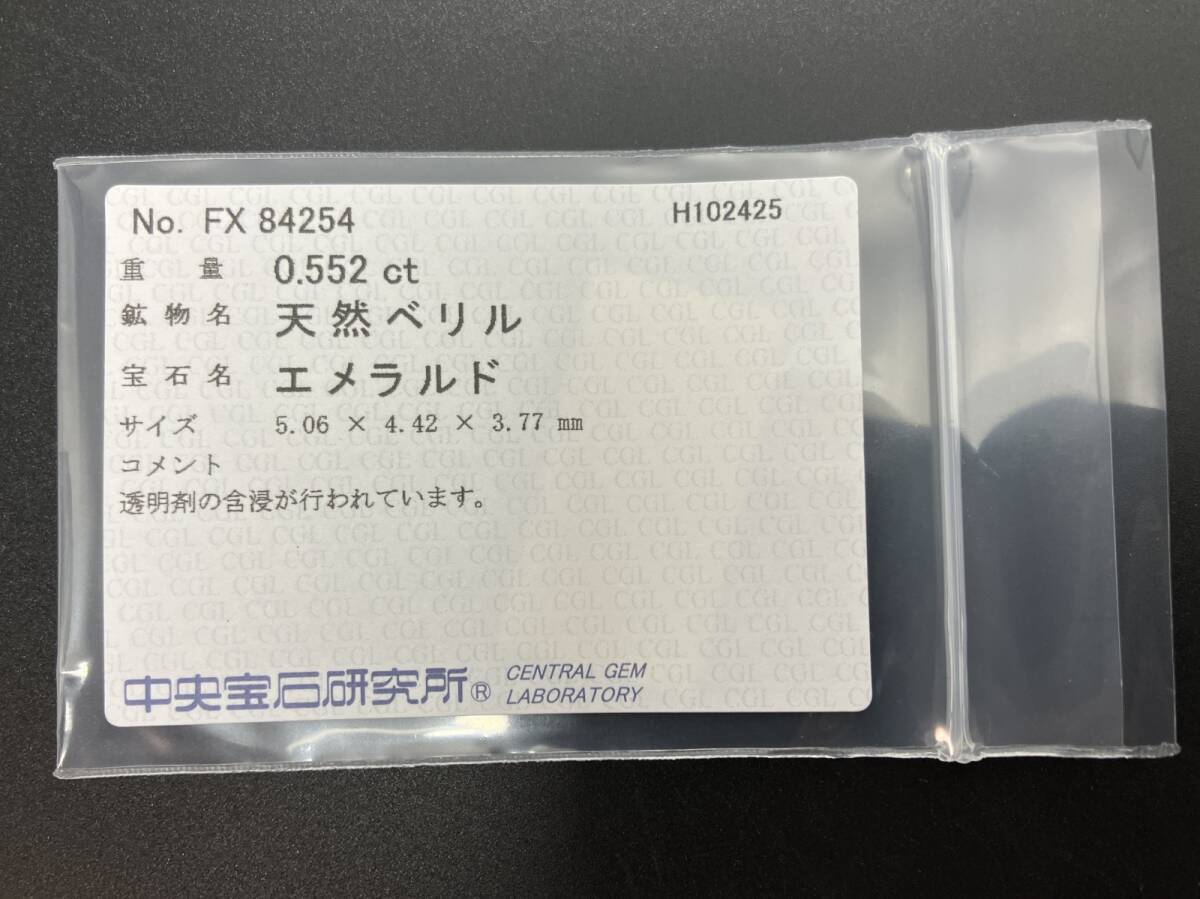 No. FX 84254 H102425
重 量 0.552 ct
鉱物名 天然ベリル
宝石名 エメラルド
サイズ 5.06 × 4.42 × 3.77 mm
コメント
透明剤の含浸が行われています。
中央宝石研究所® CENTRAL GEM
LABORATORY